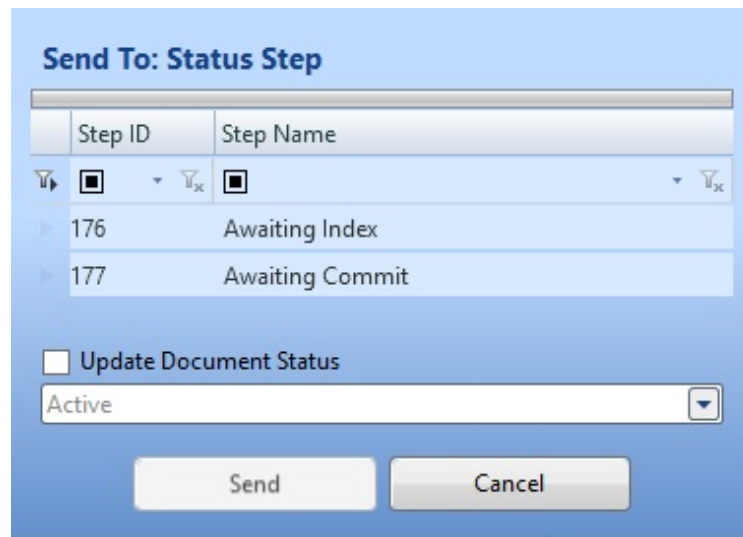 Send To: Status Step
Step ID Step Name
176 Awaiting Index
177 Awaiting Commit
Update Document Status
Active
Send Cancel